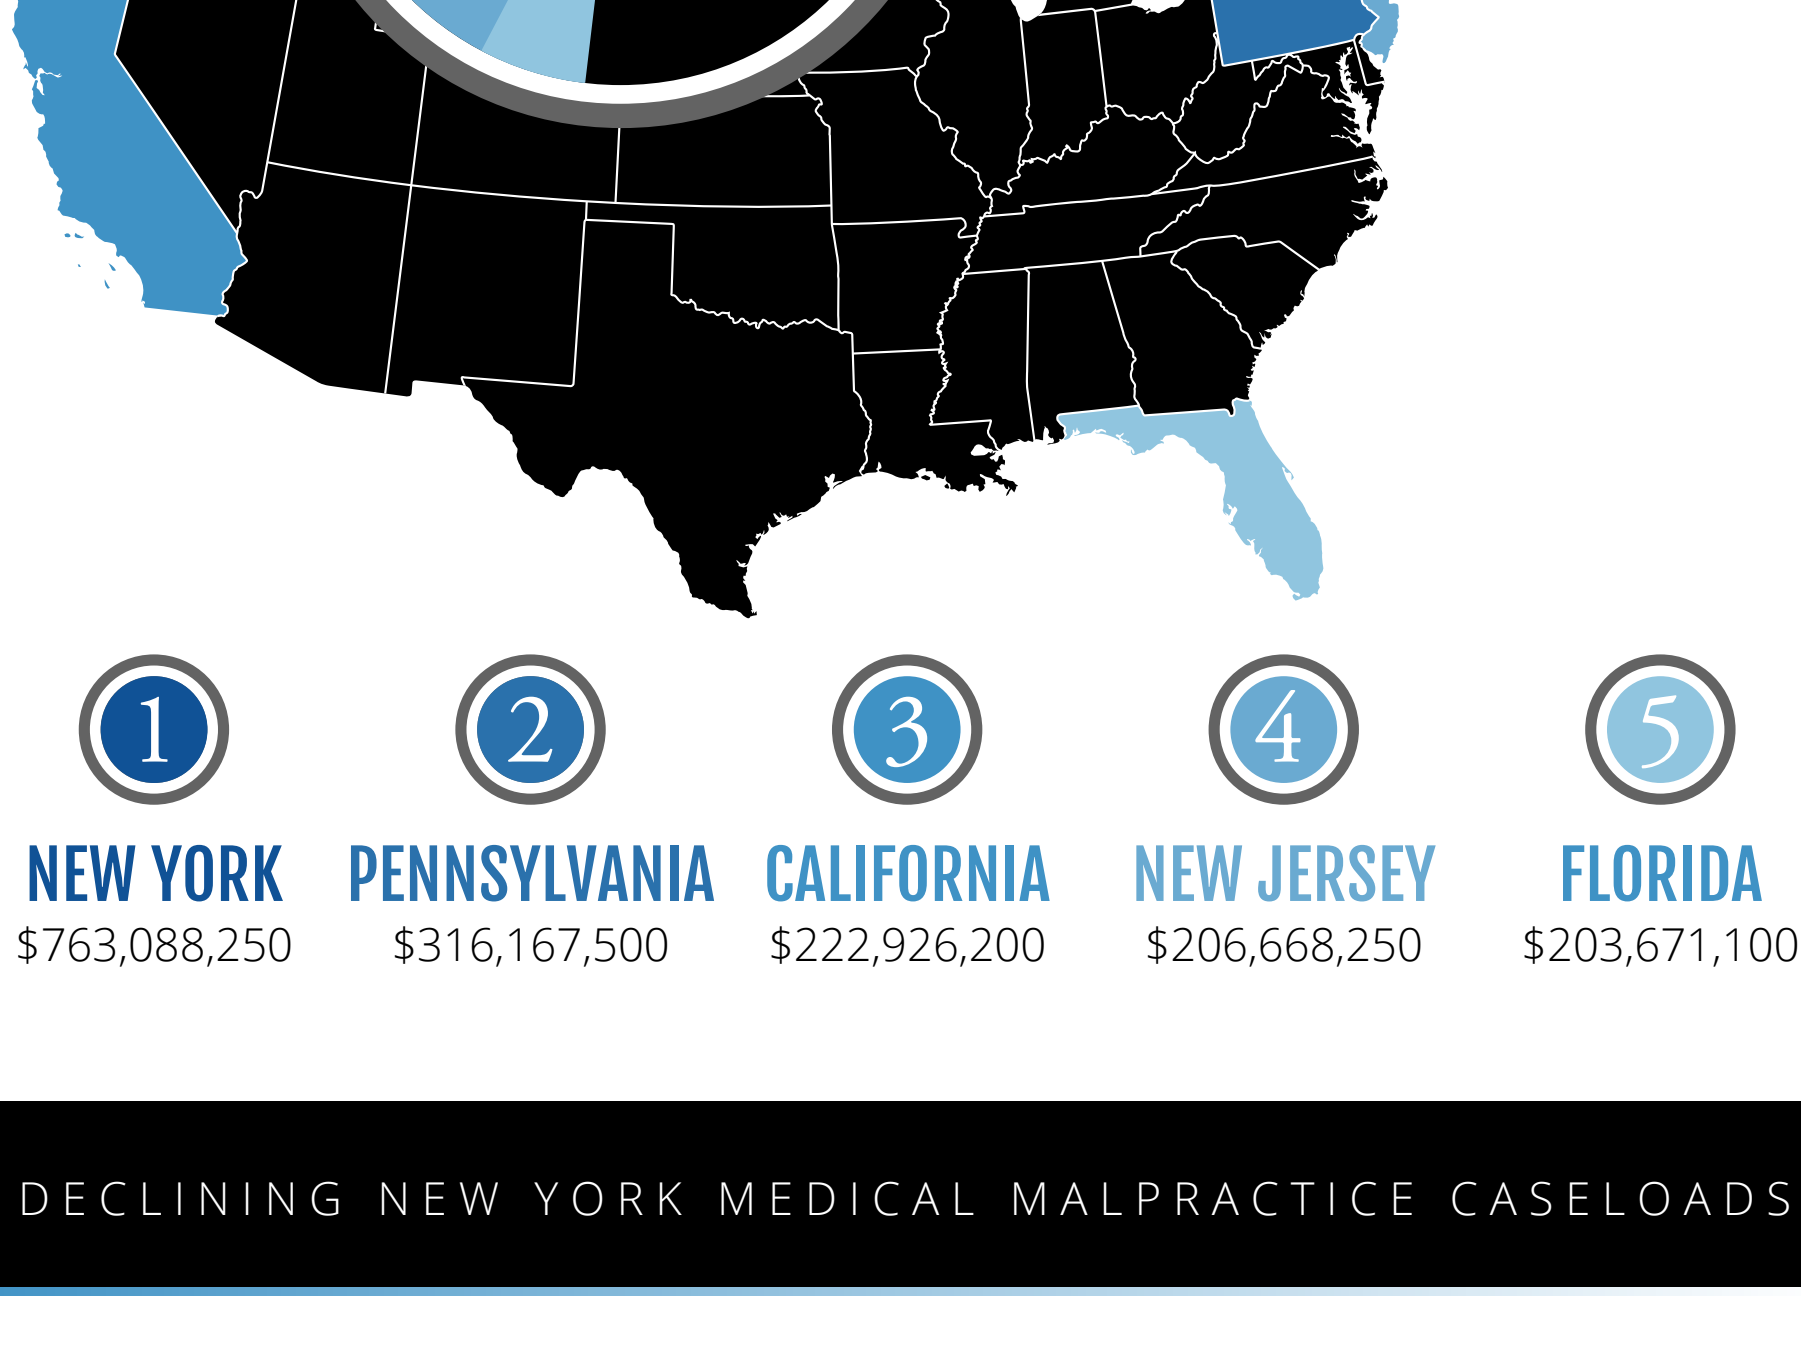 1 2 3 4 5
NEW YORK PENNSYLVANIA CALIFORNIA NEW JERSEY FLORIDA
$763,088,250 $316,167,500 $222,926,200 $206,668,250 $203,671,100
DECLINING NEW YORK MEDICAL MALPRACTICE CASELOADS